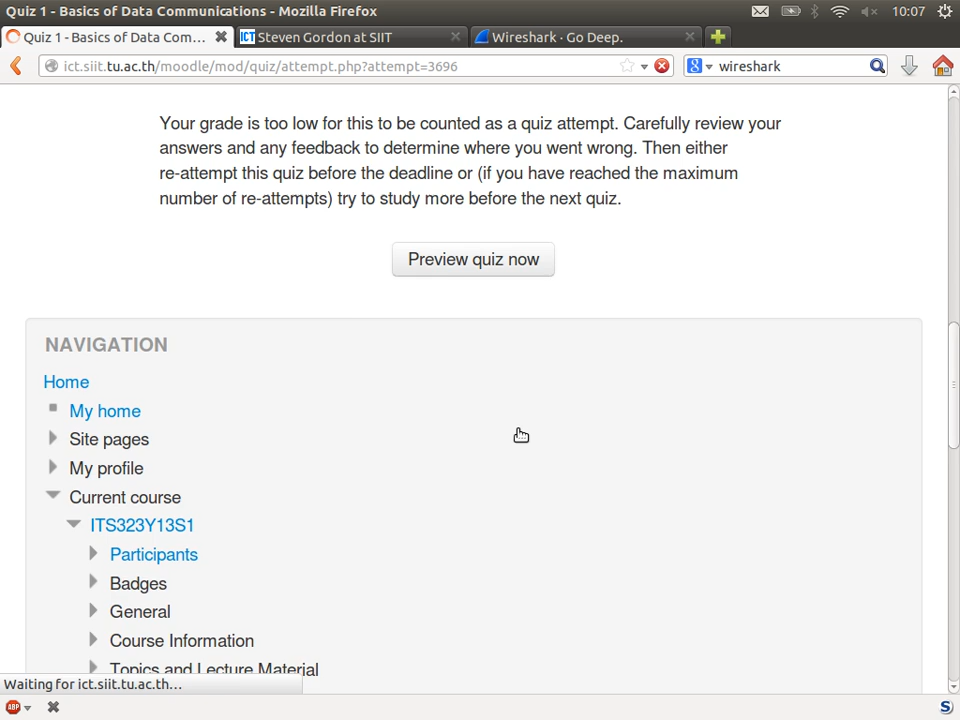 Quiz 1 - Basics of Data Communications - Mozilla Firefox
10:07
Quiz 1 - Basics of Data Com...
ICT Steven Gordon at SIIT
Wireshark · Go Deep.
ict.siit.tu.ac.th/moodle/mod/quiz/attempt.php?attempt=3696
8 wireshark
Your grade is too low for this to be counted as a quiz attempt. Carefully review your
answers and any feedback to determine where you went wrong. Then either
re-attempt this quiz before the deadline or (if you have reached the maximum
number of re-attempts) try to study more before the next quiz.
Preview quiz now
NAVIGATION
Home
My home
Site pages
My profile
Current course
ITS323Y13S1
Participants
Badges
General
Course Information
Topics and Lecture Material
Waiting for ict.siit.tu.ac.th...
ABP
S